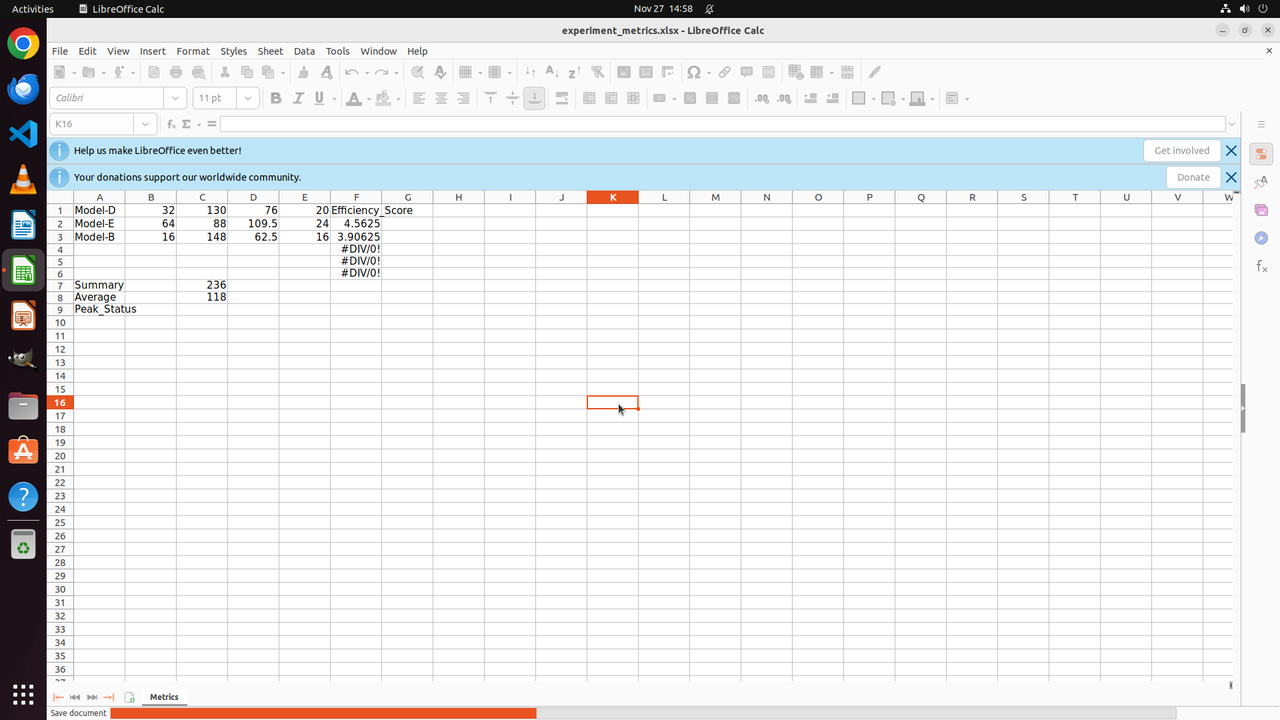 Activities LibreOffice Calc Nov 27 14:58
experiment_metrics.xlsx - LibreOffice Calc
File Edit View Insert Format Styles Sheet Data Tools Window Help
Calibri 11 pt
K16
Help us make LibreOffice even better! Get involved
Your donations support our worldwide community. Donate
A B C D E F G H I J K L M N O P Q R S T U V W
1 Model-D 32 130 76 20 Efficiency_Score
2 Model-E 64 88 109.5 24 4.5625
3 Model-B 16 148 62.5 16 3.90625
4 #DIV/0!
5 #DIV/0!
6 #DIV/0!
7 Summary 236
8 Average 118
9 Peak_Status
10
11
12
13
14
15
16
17
18
19
20
21
22
23
24
25
26
27
28
29
30
31
32
33
34
35
36
Metrics
Save document